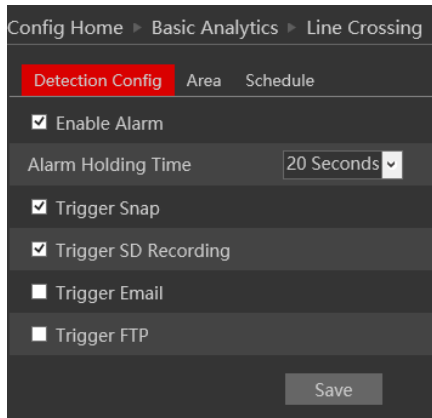 Config Home ▶ Basic Analytics ▶ Line Crossing
Detection Config Area Schedule
Enable Alarm
Alarm Holding Time 20 Seconds
Trigger Snap
Trigger SD Recording
Trigger Email
Trigger FTP
Save